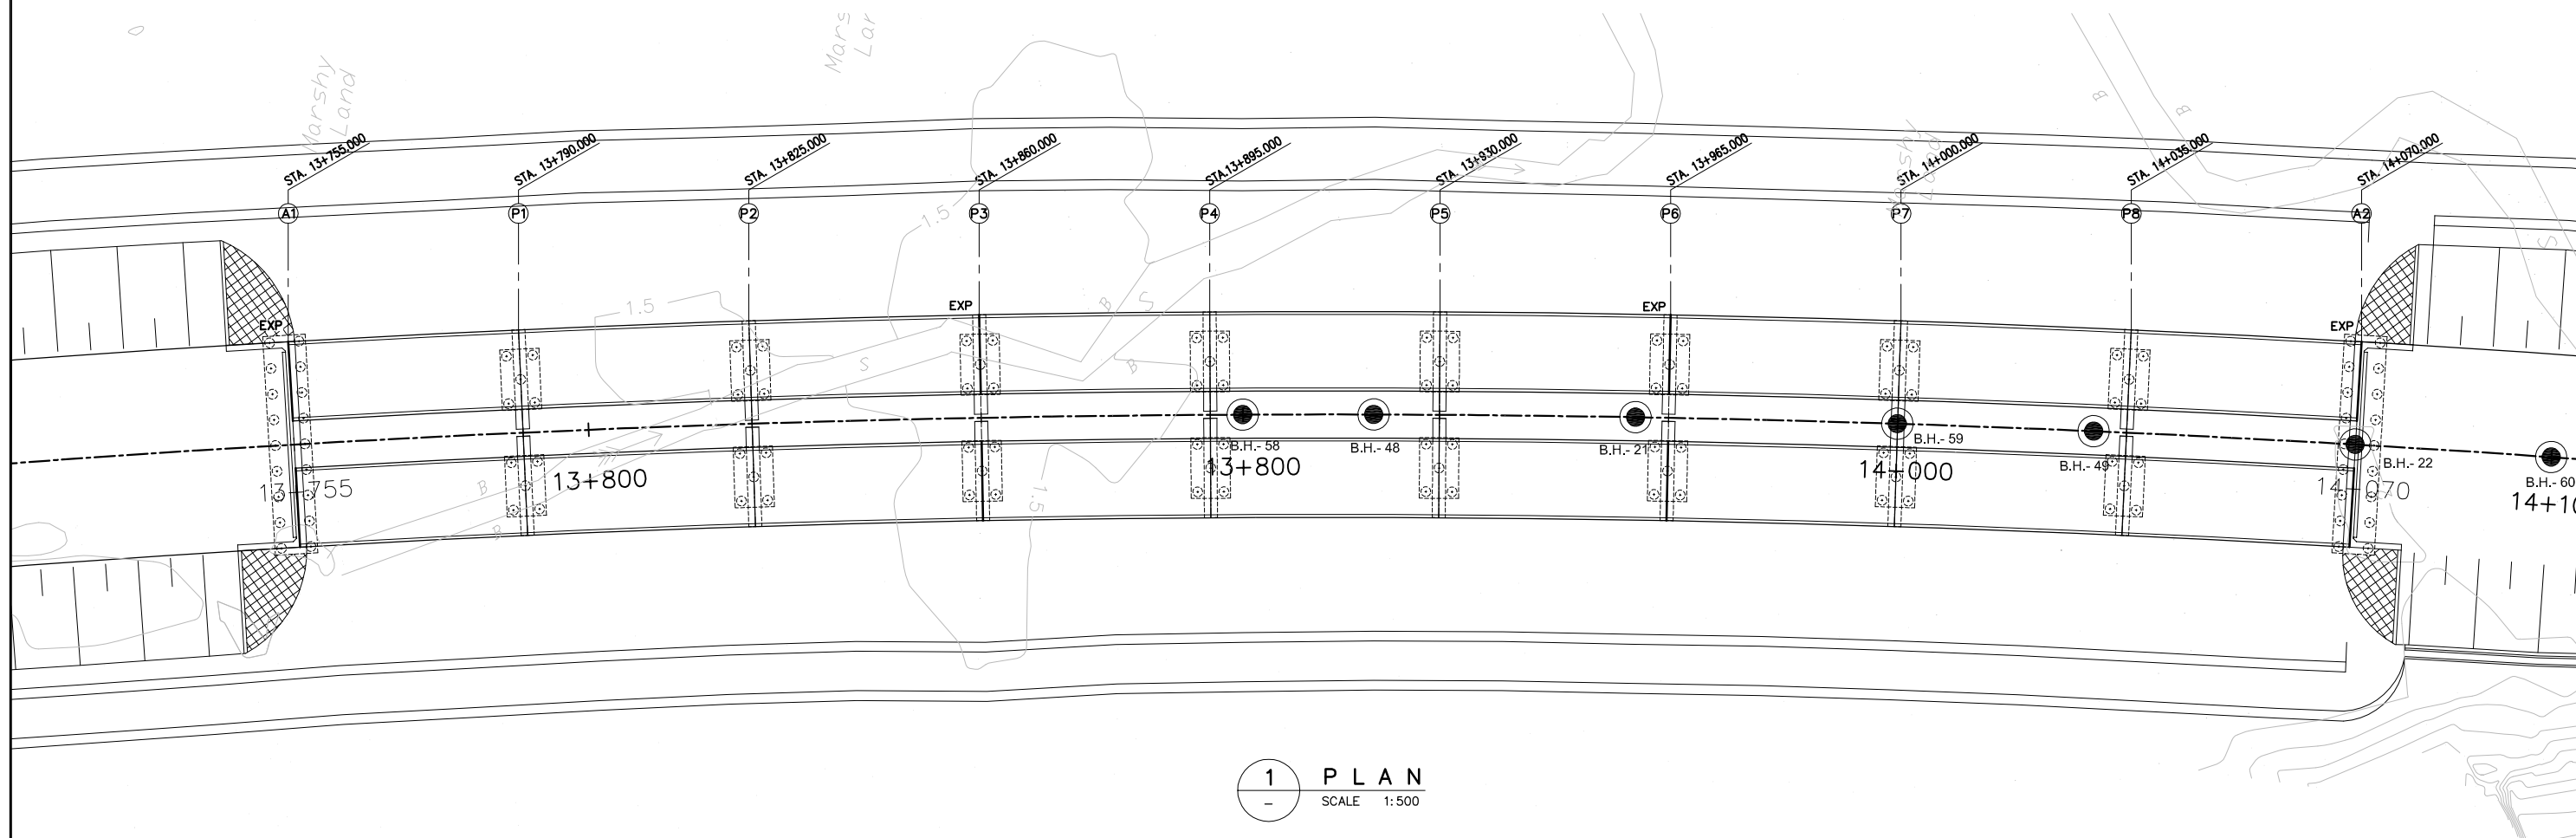 Marshy
Land
Mars
Lar
Marshy
Land
STA. 13+755.000
STA. 13+790.000
STA. 13+825.000
STA. 13+860.000
STA.13+895.000
STA. 13+930.000
STA. 13+965.000
STA. 14+000.000
STA. 14+035.000
STA. 14+070.000
A1
P1
P2
P3
P4
P5
P6
P7
P8
A2
B
B
S
1.5
1.5
EXP
EXP
EXP
EXP
B
S
B
S
B.H.- 58
B.H.- 48
B.H.- 21
B.H.- 59
B.H.- 49
B.H.- 22
B.H.- 60
13+755
13+800
13+800
14+000
14+070
14+10
B
B
1.5
1
P L A N
–
SCALE 1:500